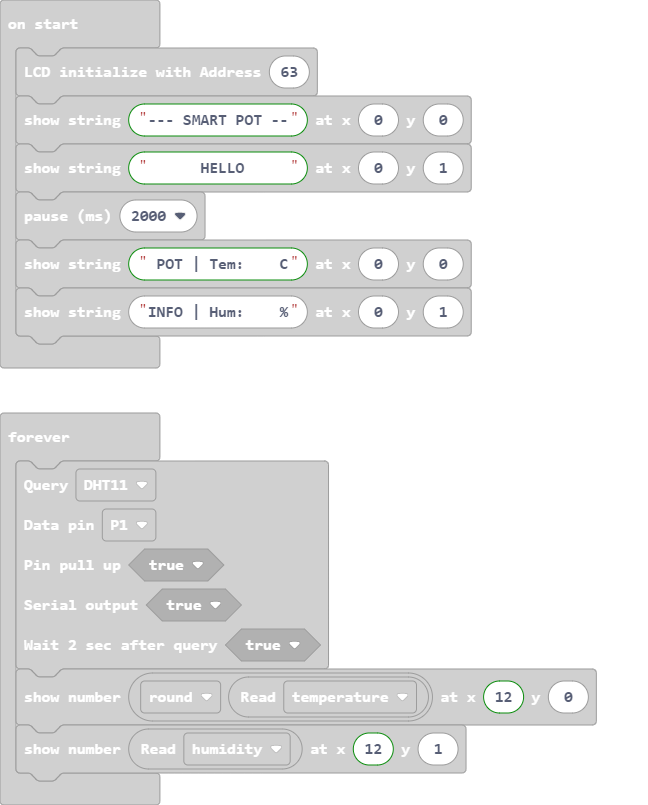 on start
LCD initialize with Address 63
show string "--- SMART POT --" at x 0 y 0
show string "      HELLO      " at x 0 y 1
pause (ms) 2000
show string " POT | Tem:    C" at x 0 y 0
show string "INFO | Hum:    %" at x 0 y 1
forever
Query DHT11
Data pin P1
Pin pull up true
Serial output true
Wait 2 sec after query true
show number round Read temperature at x 12 y 0
show number Read humidity at x 12 y 1